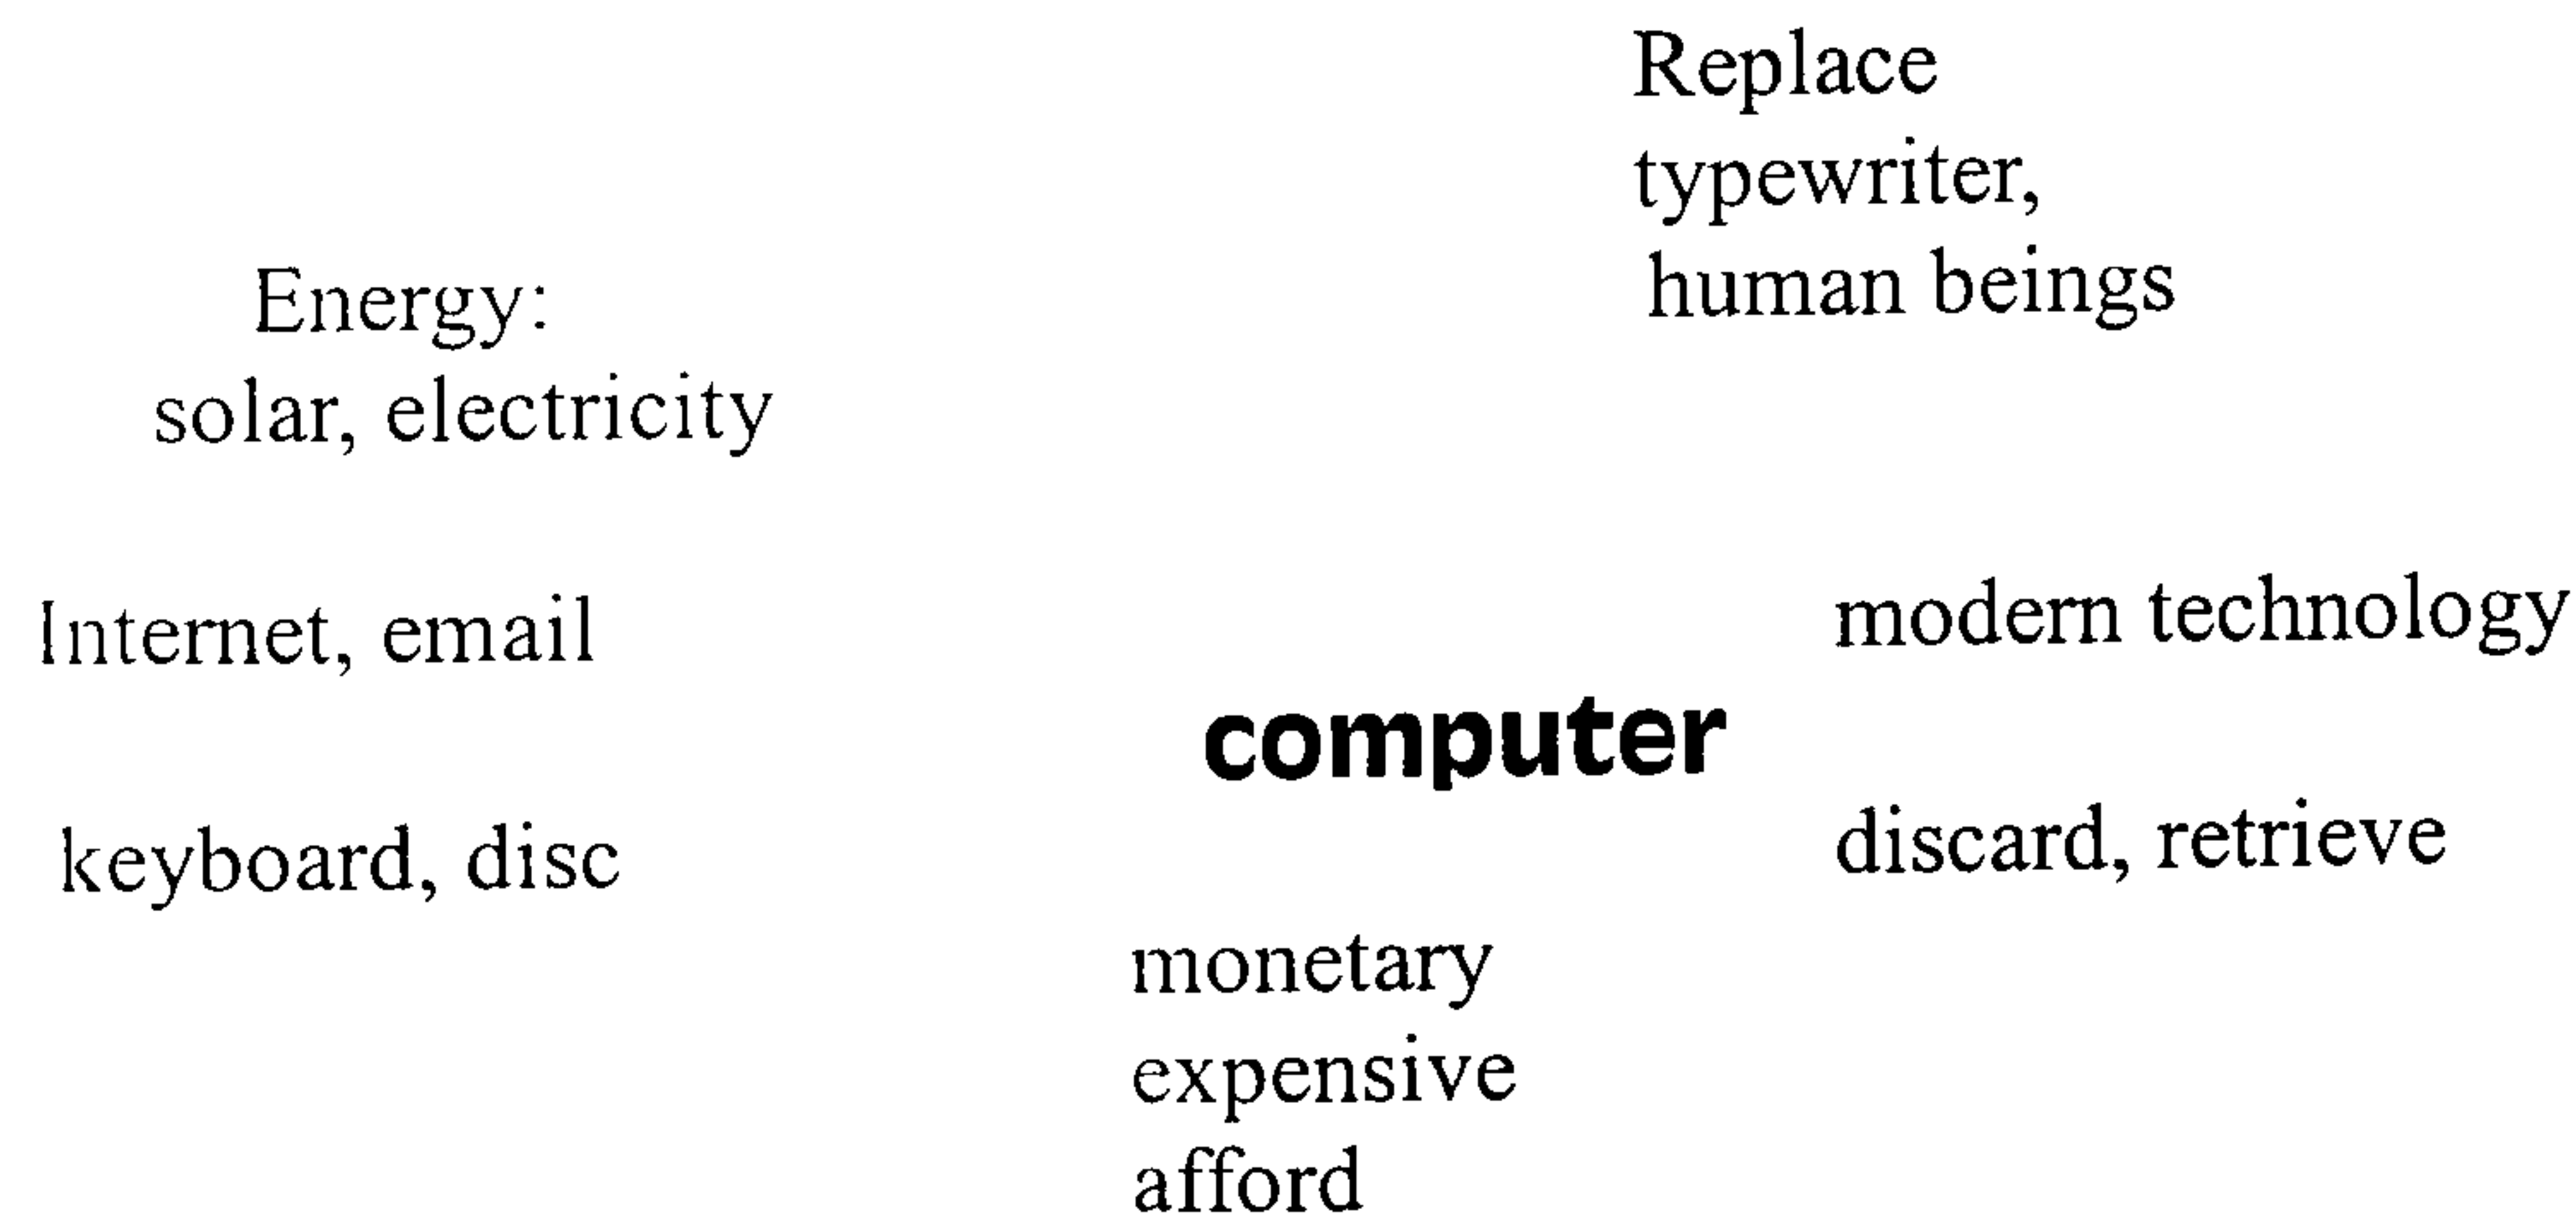 Replace
typewriter,
human beings
Energy:
solar, electricity
Internet, email
modern technology
computer
keyboard, disc
discard, retrieve
monetary
expensive
afford